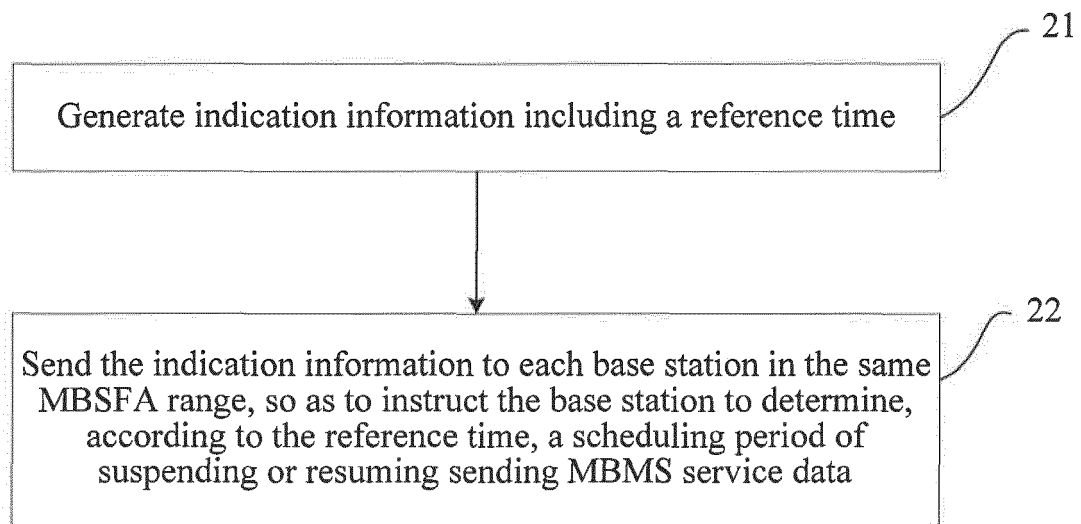 21
Generate indication information including a reference time
22
Send the indication information to each base station in the same
MBSFA range, so as to instruct the base station to determine,
according to the reference time, a scheduling period of
suspending or resuming sending MBMS service data